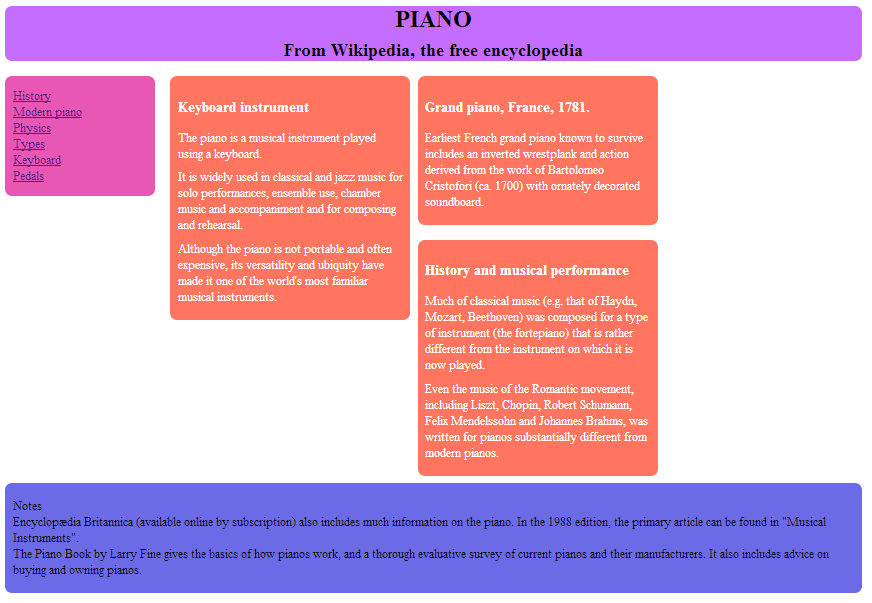 PIANO
From Wikipedia, the free encyclopedia
History
Modern piano
Physics
Types
Keyboard
Pedals
Keyboard instrument
The piano is a musical instrument played
using a keyboard.
It is widely used in classical and jazz music for
solo performances, ensemble use, chamber
music and accompaniment and for composing
and rehearsal.
Although the piano is not portable and often
expensive, its versatility and ubiquity have
made it one of the world's most familiar
musical instruments.
Grand piano, France, 1781.
Earliest French grand piano known to survive
includes an inverted wrestplank and action
derived from the work of Bartolomeo
Cristofori (ca. 1700) with ornately decorated
soundboard.
History and musical performance
Much of classical music (e.g. that of Haydn,
Mozart, Beethoven) was composed for a type
of instrument (the fortepiano) that is rather
different from the instrument on which it is
now played.
Even the music of the Romantic movement,
including Liszt, Chopin, Robert Schumann,
Felix Mendelssohn and Johannes Brahms, was
written for pianos substantially different from
modern pianos.
Notes
Encyclopædia Britannica (available online by subscription) also includes much information on the piano. In the 1988 edition, the primary article can be found in "Musical
Instruments".
The Piano Book by Larry Fine gives the basics of how pianos work, and a thorough evaluative survey of current pianos and their manufacturers. It also includes advice on
buying and owning pianos.